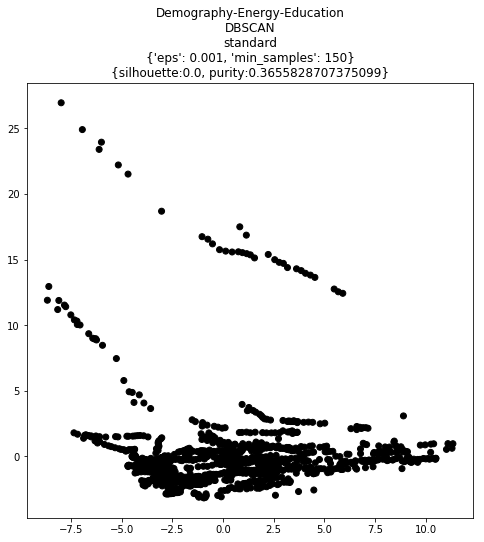 Demography-Energy-Education
DBSCAN
standard
{'eps': 0.001, 'min_samples': 150}
{silhouette:0.0, purity:0.3655828707375099}
25
20
15
10
5
0
−7.5 −5.0 −2.5 0.0 2.5 5.0 7.5 10.0